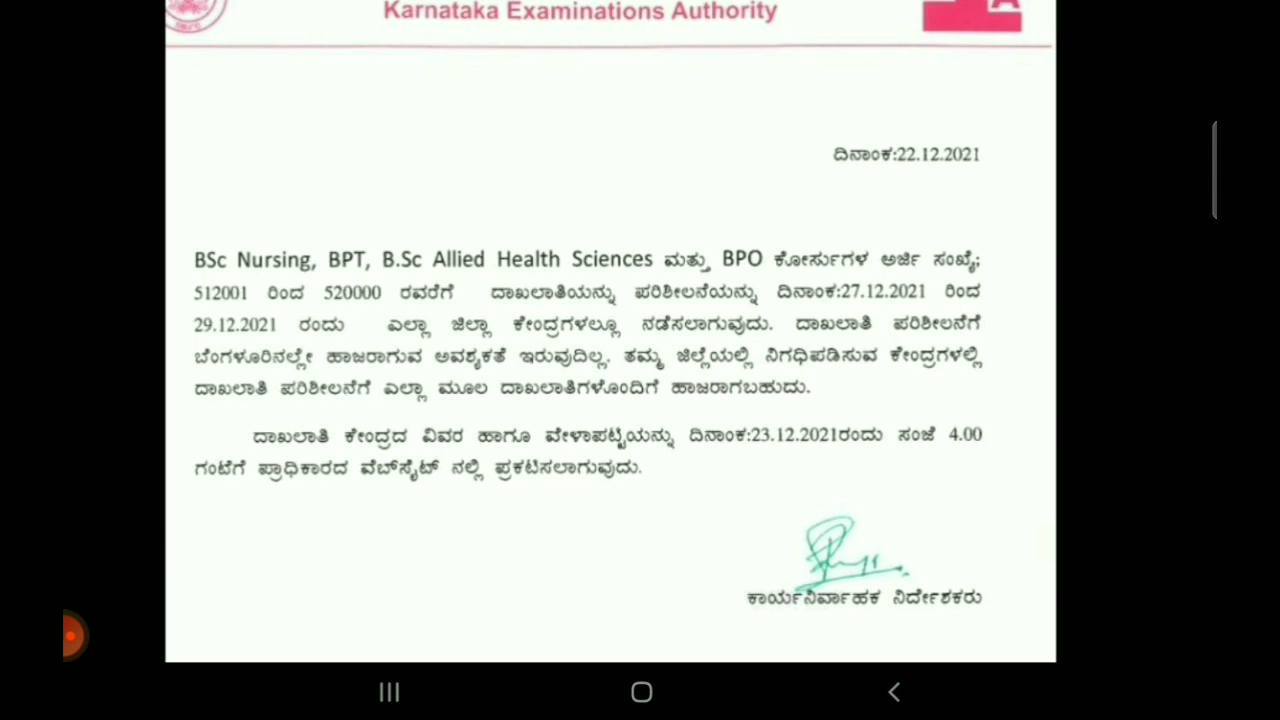 Karnataka Examinations Authority
ದಿನಾಂಕ:22.12.2021
BSc Nursing, BPT, B.Sc Allied Health Sciences ಮತ್ತು BPO ಕೋರ್ಸುಗಳ ಅರ್ಜಿ ಸಂಖ್ಯೆ;
512001 ರಿಂದ 520000 ರವರೆಗೆ ದಾಖಲಾತಿಯನ್ನು ಪರಿಶೀಲನೆಯನ್ನು ದಿನಾಂಕ:27.12.2021 ರಿಂದ
29.12.2021 ರಂದು ಎಲ್ಲಾ ಜಿಲ್ಲಾ ಕೇಂದ್ರಗಳಲ್ಲೂ ನಡೆಸಲಾಗುವುದು. ದಾಖಲಾತಿ ಪರಿಶೀಲನೆಗೆ
ಬೆಂಗಳೂರಿನಲ್ಲೇ ಹಾಜರಾಗುವ ಅವಶ್ಯಕತೆ ಇರುವುದಿಲ್ಲ. ತಮ್ಮ ಜಿಲ್ಲೆಯಲ್ಲಿ ನಿಗಧಿಪಡಿಸುವ ಕೇಂದ್ರಗಳಲ್ಲಿ
ದಾಖಲಾತಿ ಪರಿಶೀಲನೆಗೆ ಎಲ್ಲಾ ಮೂಲ ದಾಖಲಾತಿಗಳೊಂದಿಗೆ ಹಾಜರಾಗಬಹುದು.
ದಾಖಲಾತಿ ಕೇಂದ್ರದ ವಿವರ ಹಾಗೂ ವೇಳಾಪಟ್ಟಿಯನ್ನು ದಿನಾಂಕ:23.12.2021ರಂದು ಸಂಜೆ 4.00
ಗಂಟೆಗೆ ಪ್ರಾಧಿಕಾರದ ವೆಬ್‌ಸೈಟ್ ನಲ್ಲಿ ಪ್ರಕಟಿಸಲಾಗುವುದು.
ಕಾರ್ಯನಿರ್ವಾಹಕ ನಿರ್ದೇಶಕರು